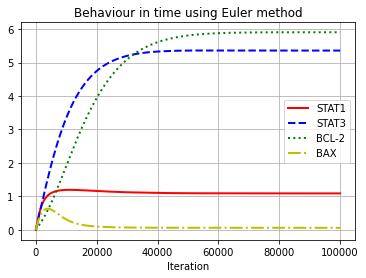 Behaviour in time using Euler method
6
5
4
3
2
1
0
STAT1
STAT3
BCL-2
BAX
0 20000 40000 60000 80000 100000
Iteration